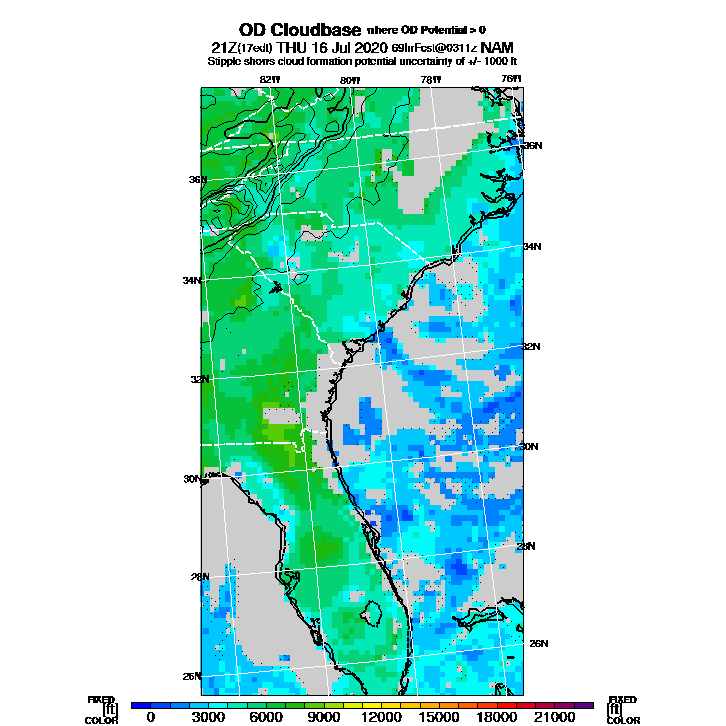 OD Cloudbase where OD Potential > 0
21Z(17edt) THU 16 Jul 2020 69hrFcst@0311z NAM
Stipple shows cloud formation potential uncertainty of +/- 1000 ft
82W 80W 78W 76W
36N
36N
34N
34N
32N
32N
30N
30N
28N
28N
26N
26N
FIXED FIXED
[ft] [ft]
COLOR 0 3000 6000 9000 12000 15000 18000 21000 COLOR